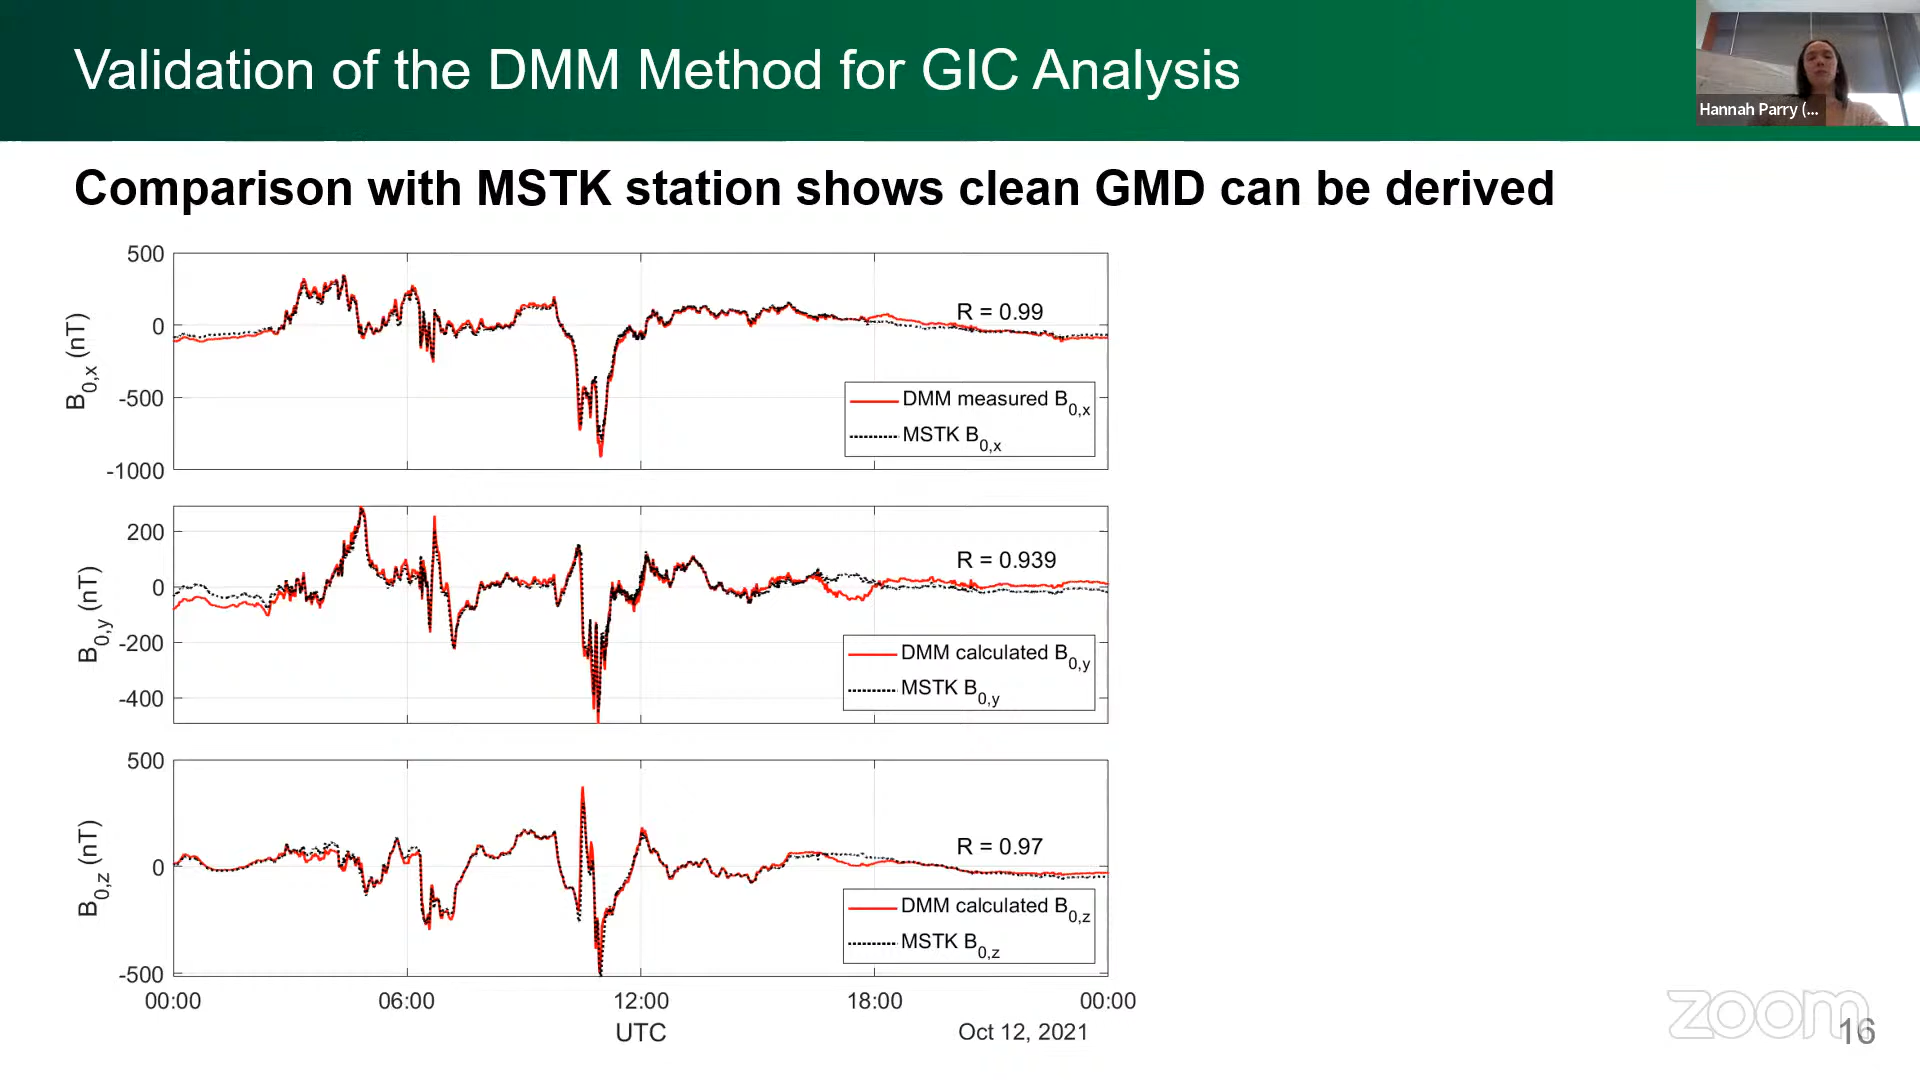 Validation of the DMM Method for GIC Analysis
Hannah Parry (...
Comparison with MSTK station shows clean GMD can be derived
500
0
-500
-1000
B0,x (nT)
R = 0.99
DMM measured B0,x
MSTK B0,x
200
0
-200
-400
B0,y (nT)
R = 0.939
DMM calculated B0,y
MSTK B0,y
500
0
-500
B0,z (nT)
R = 0.97
DMM calculated B0,z
MSTK B0,z
00:00 06:00 12:00 18:00 00:00
UTC Oct 12, 2021
zoom
16